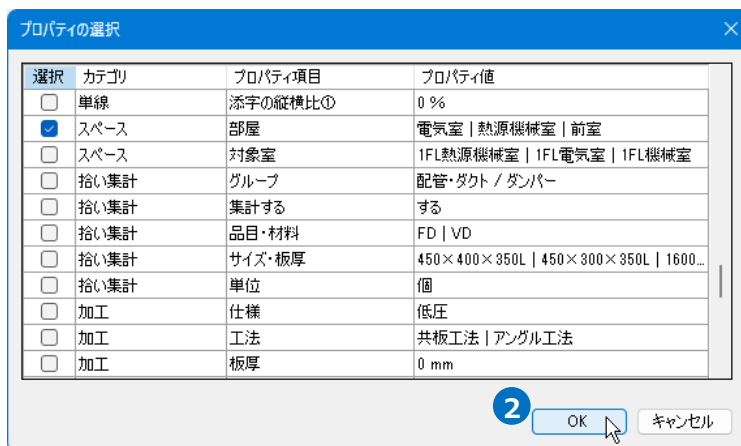 プロパティの選択
選択 カテゴリ プロパティ項目 プロパティ値
単線 添字の縦横比① 0 %
スペース 部屋 電気室 | 熱源機械室 | 前室
スペース 対象室 1FL熱源機械室 | 1FL電気室 | 1FL機械室
拾い集計 グループ 配管・ダクト / ダンパー
拾い集計 集計する する
拾い集計 品目・材料 FD | VD
拾い集計 サイズ・板厚 450×400×350L | 450×300×350L | 1600...
拾い集計 単位 個
加工 仕様 低圧
加工 工法 共板工法 | アングル工法
加工 板厚 0 mm
2
OK キャンセル